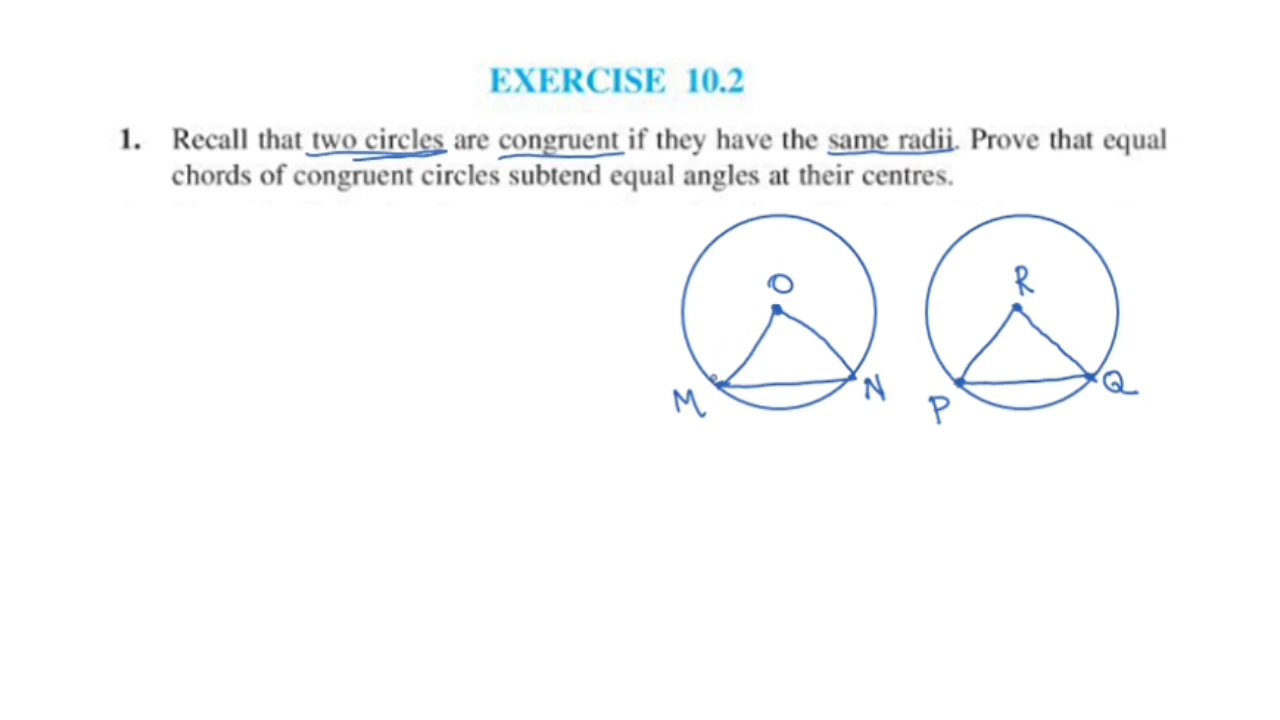 EXERCISE 10.2
1. Recall that two circles are congruent if they have the same radii. Prove that equal
chords of congruent circles subtend equal angles at their centres.
O
R
M
N
P
Q